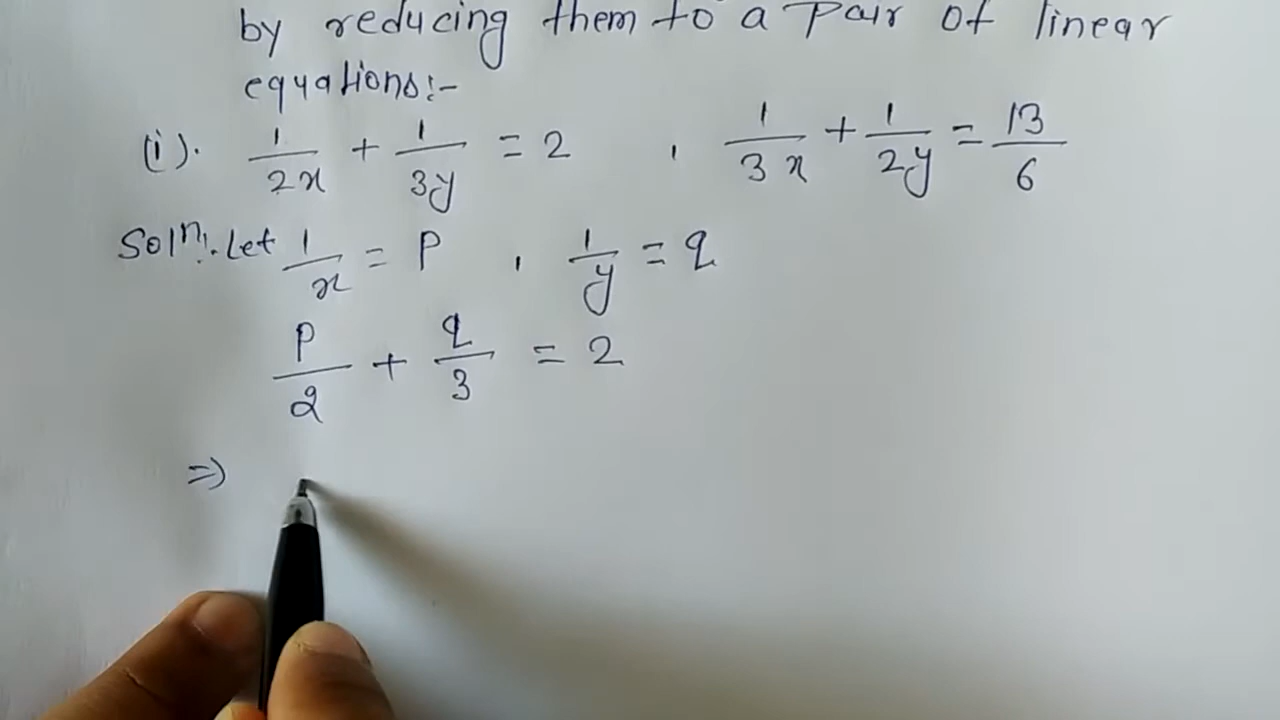 by reducing them to a Pair of linear
equations:-
(i). 1/2x + 1/3y = 2 , 1/3x + 1/2y = 13/6
Solⁿ. Let 1/x = P , 1/y = q
P/2 + q/3 = 2
⇒